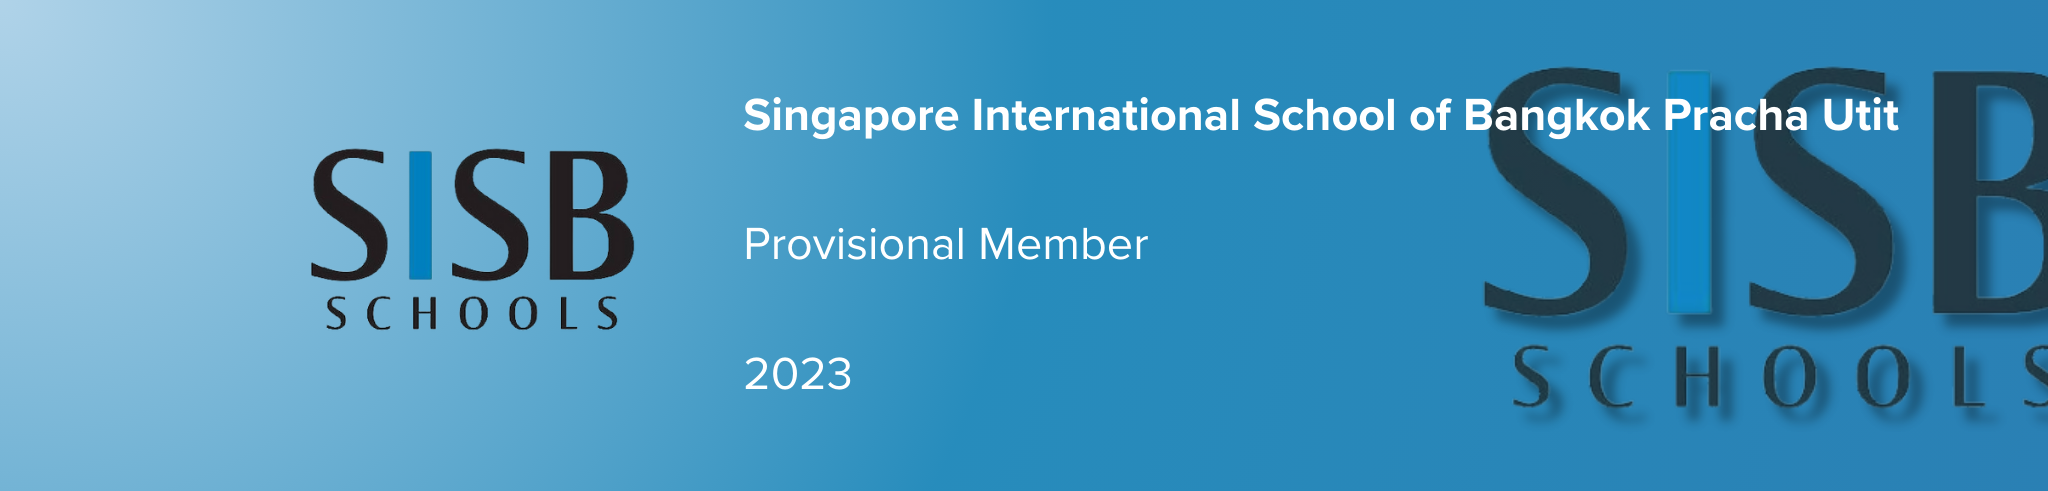 Singapore International School of Bangkok Pracha Utit
SISB
SCHOOLS
Provisional Member
2023
SISB
SCHOOLS